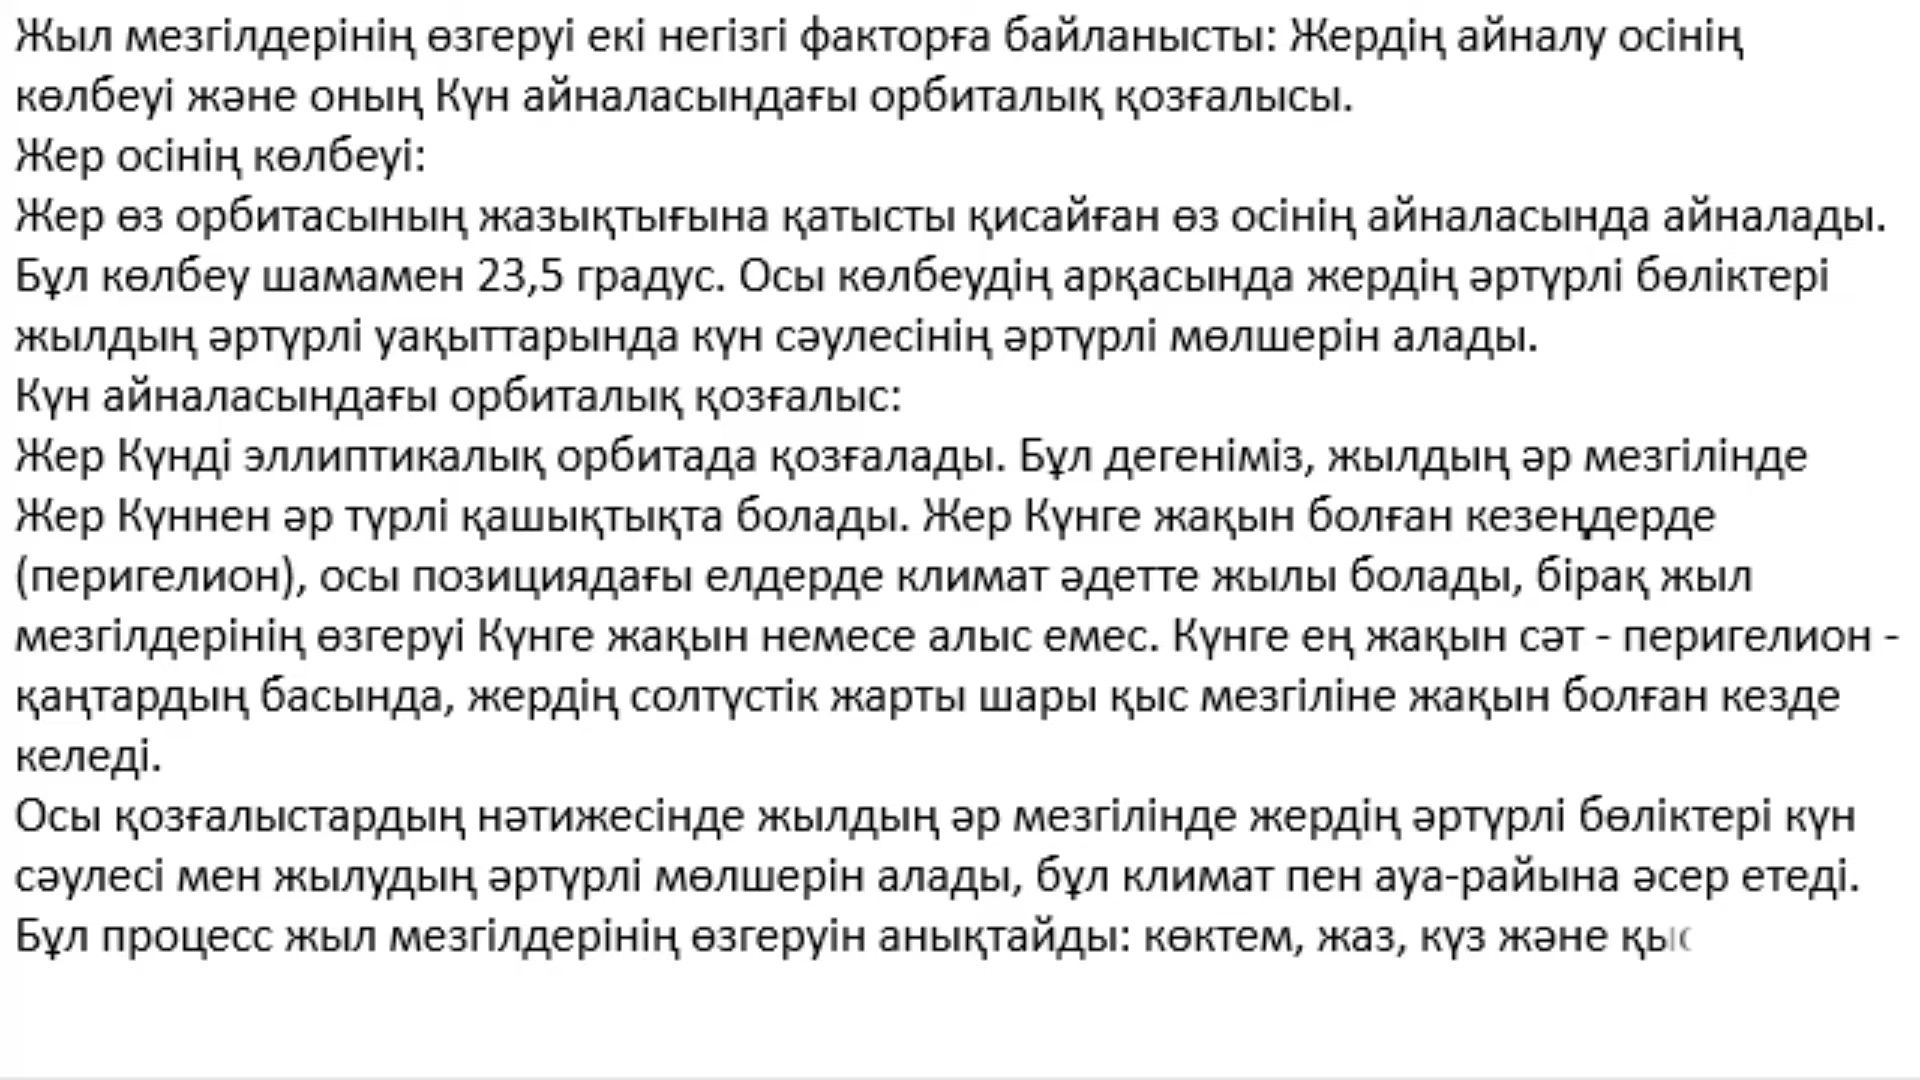 Жыл мезгілдерінің өзгеруі екі негізгі факторға байланысты: Жердің айналу осінің
көлбеуі және оның Күн айналасындағы орбиталық қозғалысы.
Жер осінің көлбеуі:
Жер өз орбитасының жазықтығына қатысты қисайған өз осінің айналасында айналады.
Бұл көлбеу шамамен 23,5 градус. Осы көлбеудің арқасында жердің әртүрлі бөліктері
жылдың әртүрлі уақыттарында күн сәулесінің әртүрлі мөлшерін алады.
Күн айналасындағы орбиталық қозғалыс:
Жер Күнді эллиптикалық орбитада қозғалады. Бұл дегеніміз, жылдың әр мезгілінде
Жер Күннен әр түрлі қашықтықта болады. Жер Күнге жақын болған кезеңдерде
(перигелион), осы позициядағы елдерде климат әдетте жылы болады, бірақ жыл
мезгілдерінің өзгеруі Күнге жақын немесе алыс емес. Күнге ең жақын сәт - перигелион -
қаңтардың басында, жердің солтүстік жарты шары қыс мезгіліне жақын болған кезде
келеді.
Осы қозғалыстардың нәтижесінде жылдың әр мезгілінде жердің әртүрлі бөліктері күн
сәулесі мен жылудың әртүрлі мөлшерін алады, бұл климат пен ауа-райына әсер етеді.
Бұл процесс жыл мезгілдерінің өзгеруін анықтайды: көктем, жаз, күз және қыс